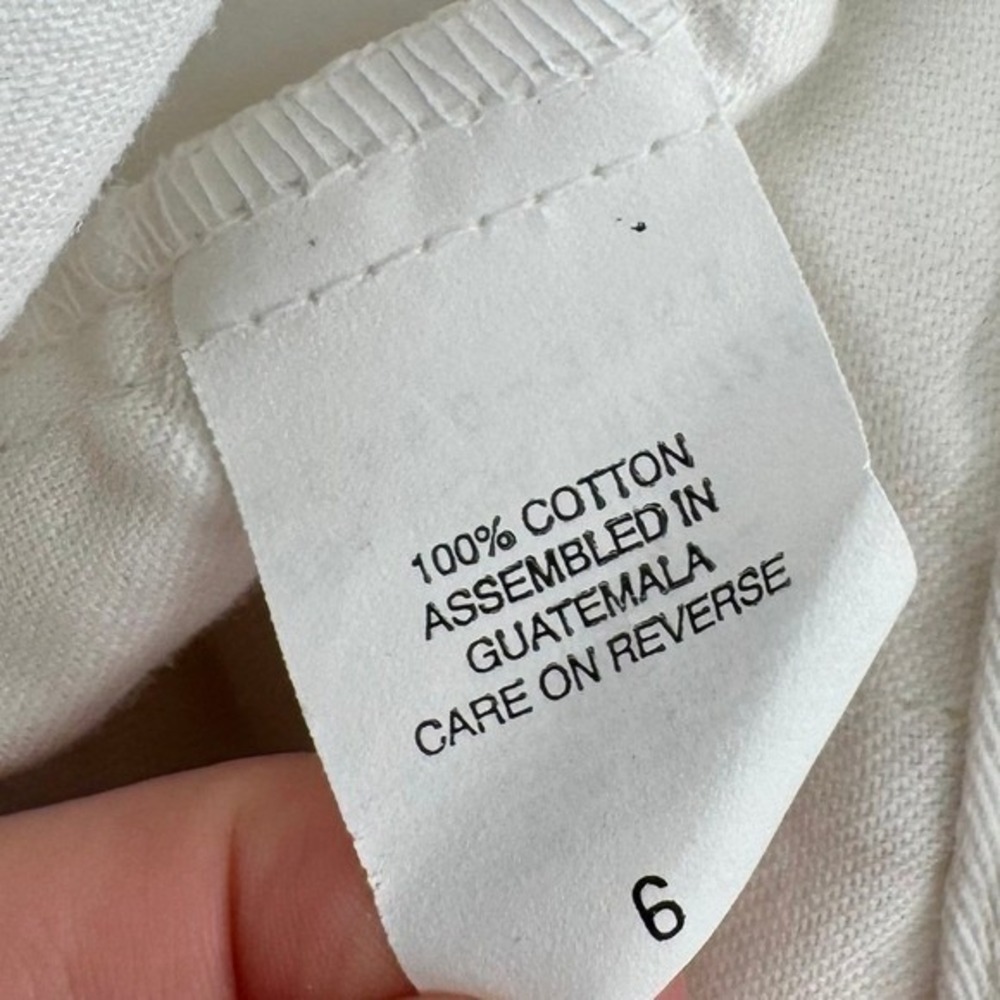 100% COTTON
ASSEMBLED IN
GUATEMALA
CARE ON REVERSE
6